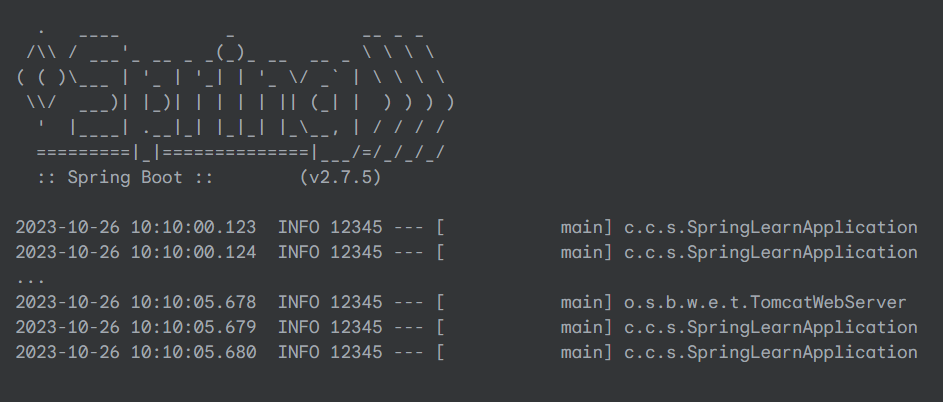 .   ____          _            __ _ _
 /\\ / ___'_ __ _ _(_)_ __  __ _ \ \ \ \
( ( )\___ | '_ | '_| | '_ \/ _` | \ \ \ \
 \\/  ___)| |_)| | | | | || (_| |  ) ) ) )
  '  |____| .__|_| |_|_| |_\__, | / / / /
  =========|_|==============|___/=/_/_/_/
  :: Spring Boot ::        (v2.7.5)
2023-10-26 10:10:00.123  INFO 12345 --- [           main] c.c.s.SpringLearnApplication
2023-10-26 10:10:00.124  INFO 12345 --- [           main] c.c.s.SpringLearnApplication
...
2023-10-26 10:10:05.678  INFO 12345 --- [           main] o.s.b.w.e.t.TomcatWebServer
2023-10-26 10:10:05.679  INFO 12345 --- [           main] c.c.s.SpringLearnApplication
2023-10-26 10:10:05.680  INFO 12345 --- [           main] c.c.s.SpringLearnApplication